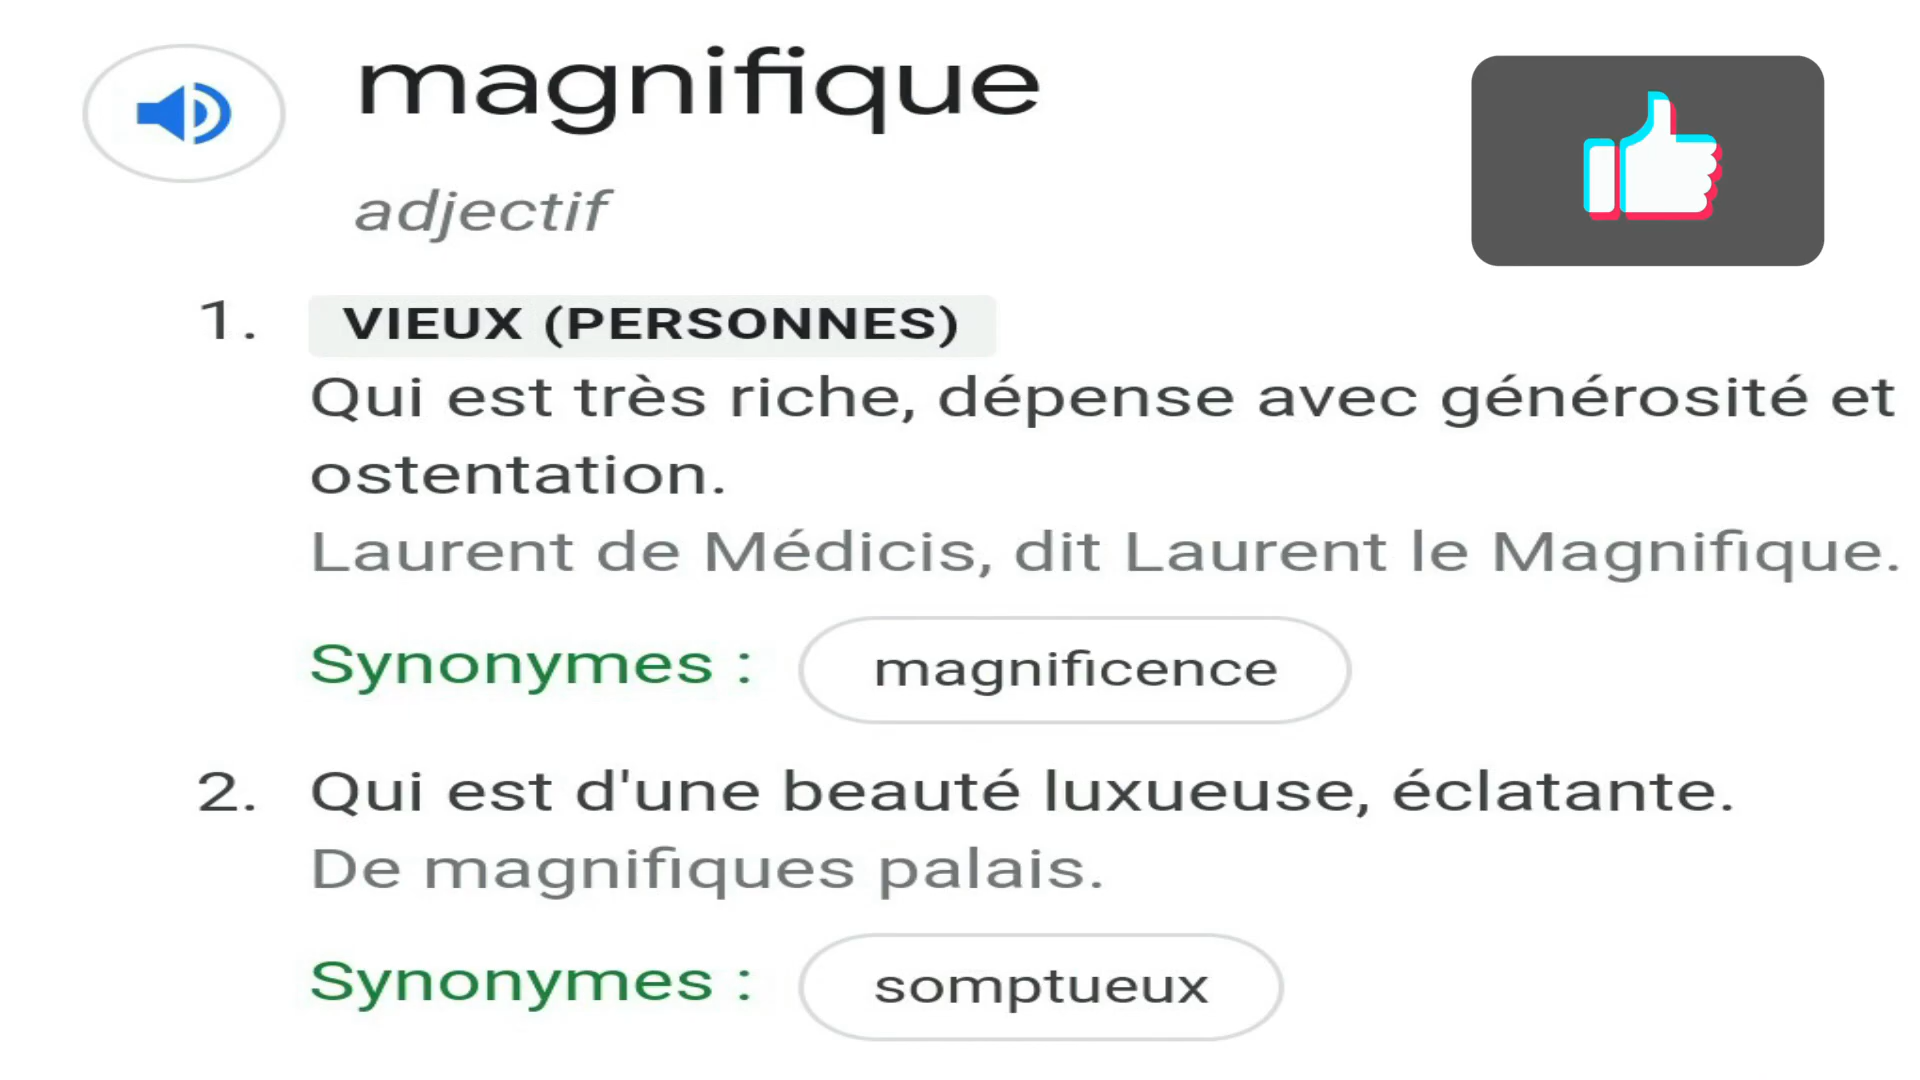 magnifique
adjectif
1. VIEUX (PERSONNES)
Qui est très riche, dépense avec générosité et
ostentation.
Laurent de Médicis, dit Laurent le Magnifique.
Synonymes : magnificence
2. Qui est d'une beauté luxueuse, éclatante.
De magnifiques palais.
Synonymes : somptueux